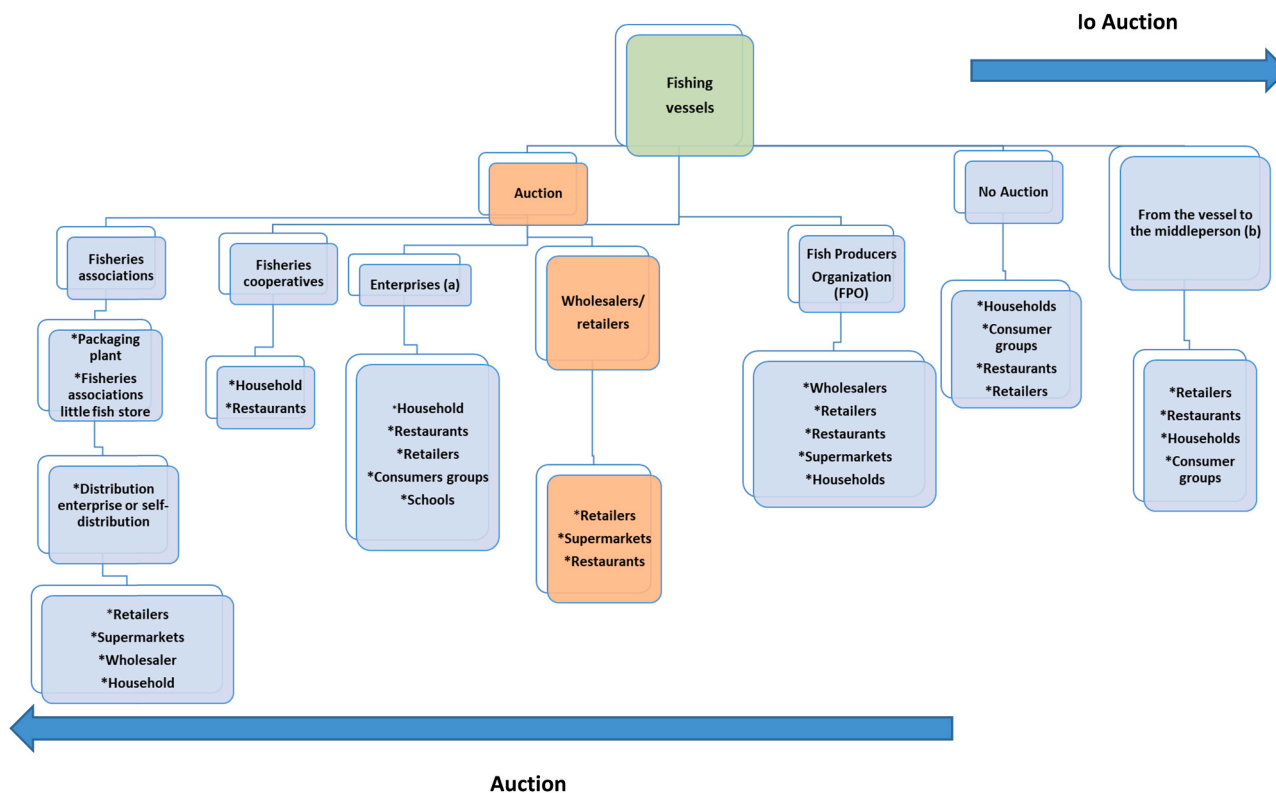 Io Auction
Fishing
vessels
Auction
No Auction
From the vessel to
the middleperson (b)
Fisheries
associations
Fisheries
cooperatives
Enterprises (a)
Wholesalers/
retailers
Fish Producers
Organization
(FPO)
*Packaging
plant
*Fisheries
associations
little fish store
*Household
*Restaurants
*Household
*Restaurants
*Retailers
*Consumers groups
*Schools
*Wholesalers
*Retailers
*Restaurants
*Supermarkets
*Households
*Households
*Consumer
groups
*Restaurants
*Retailers
*Retailers
*Restaurants
*Households
*Consumer
groups
*Distribution
enterprise or self-
distribution
*Retailers
*Supermarkets
*Restaurants
*Retailers
*Supermarkets
*Wholesaler
*Household
Auction